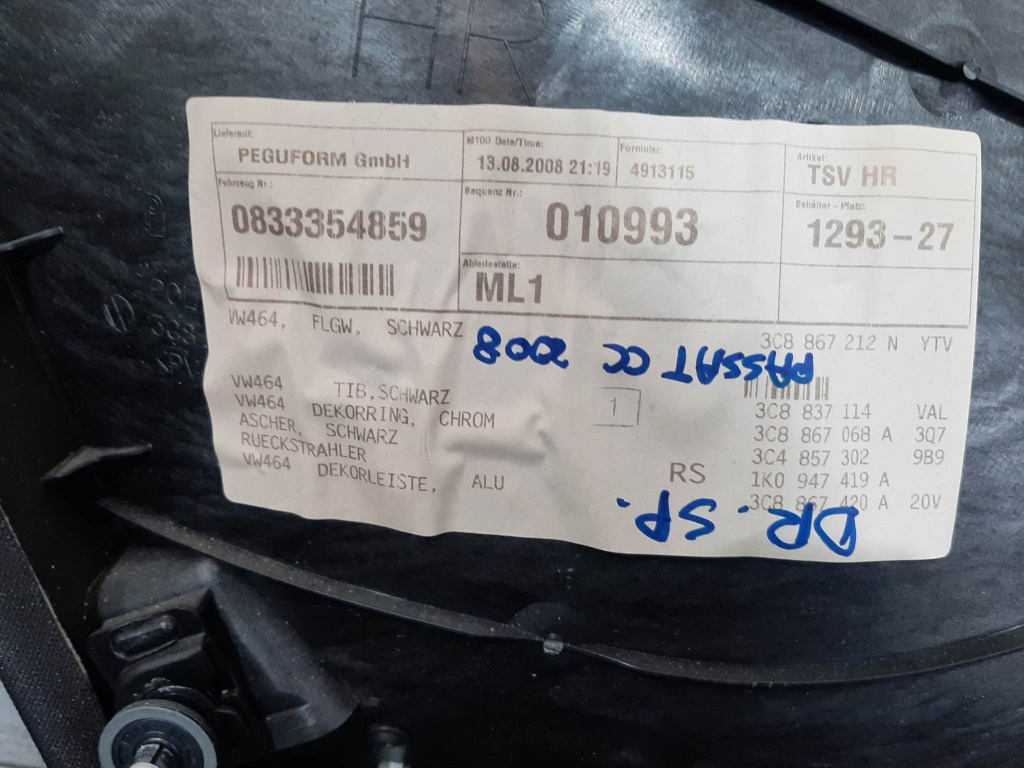 HR
Lieferant:
PEGUFORM GmbH
M100 Date/Time:
13.08.2008 21:19
Formular:
4913115
Artikel:
TSV HR
Fahrzeug Nr.:
0833354859
Sequenz Nr.:
010993
Behälter-Platz:
1293-27
Abladestelle:
ML1
VW464, FLGW, SCHWARZ 3C8 867 212 N YTV
PASSAT CC 2008
VW464 TIB,SCHWARZ 3C8 837 114 VAL
VW464 DEKORRING, CHROM 1 3C8 867 068 A 3Q7
ASCHER, SCHWARZ 3C4 857 302 9B9
RUECKSTRAHLER RS 1K0 947 419 A
VW464 DEKORLEISTE, ALU 3C8 867 420 A 20V
DR. SP.